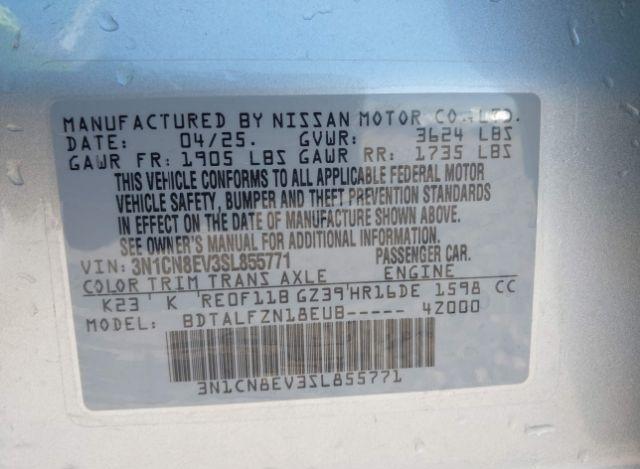 MANUFACTURED BY NISSAN MOTOR CO.,LTD.
DATE: 04/25. GVWR: 3624 LBS
GAWR FR: 1905 LBS GAWR RR: 1735 LBS
THIS VEHICLE CONFORMS TO ALL APPLICABLE FEDERAL MOTOR
VEHICLE SAFETY, BUMPER AND THEFT PREVENTION STANDARDS
IN EFFECT ON THE DATE OF MANUFACTURE SHOWN ABOVE.
SEE OWNER'S MANUAL FOR ADDITIONAL INFORMATION.
VIN: 3N1CN8EV3SL855771 PASSENGER CAR.
COLOR TRIM TRANS AXLE ENGINE
K23 K RE0F11B GZ39 HR16DE 1598 CC
MODEL: BDTALFZN18EUB----- 4Z000
3N1CN8EV3SL855771